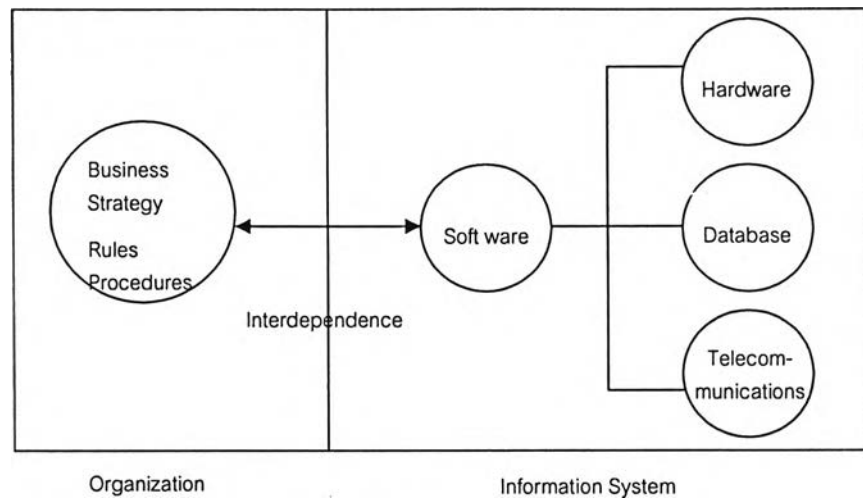 Business
Strategy
Rules
Procedures
Interdependence
Soft ware
Hardware
Database
Telecom-
munications
Organization
Information System